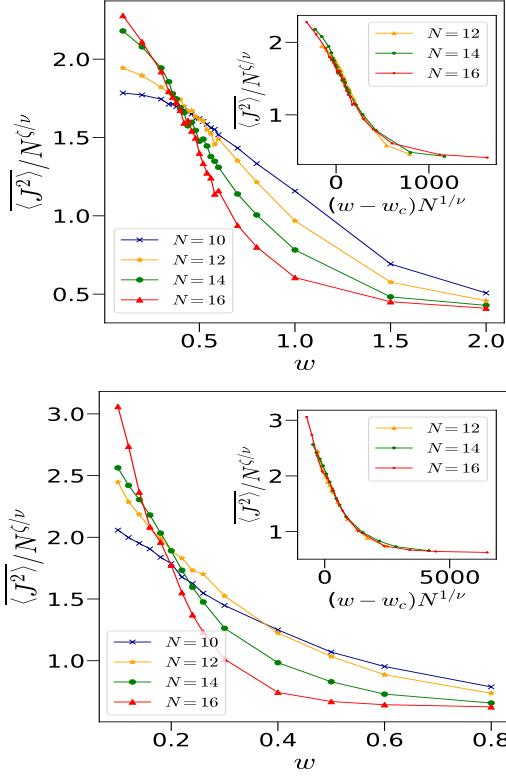 2.0
1.5
1.0
0.5
⟨J²⟩/N^{ζ/ν}
N = 10
N = 12
N = 14
N = 16
0.5 1.0 1.5 2.0
w
2
1
⟨J²⟩/N^{ζ/ν}
N = 12
N = 14
N = 16
0 1000
(w − w_c)N^{1/ν}
3.0
2.5
2.0
1.5
1.0
⟨J²⟩/N^{ζ/ν}
N = 10
N = 12
N = 14
N = 16
0.2 0.4 0.6 0.8
w
3
2
1
⟨J²⟩/N^{ζ/ν}
N = 12
N = 14
N = 16
0 5000
(w − w_c)N^{1/ν}